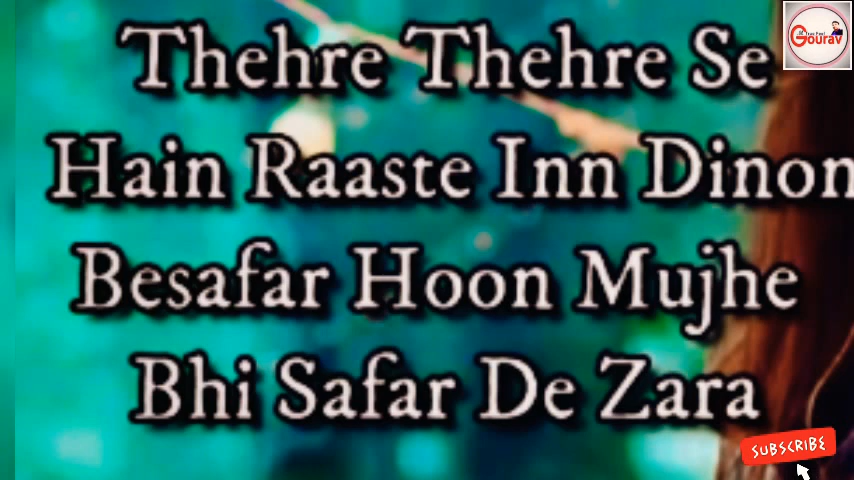 Thehre Thehre Se
Hain Raaste Inn Dinon
Besafar Hoon Mujhe
Bhi Safar De Zara
Gourav
SUBSCRIBE